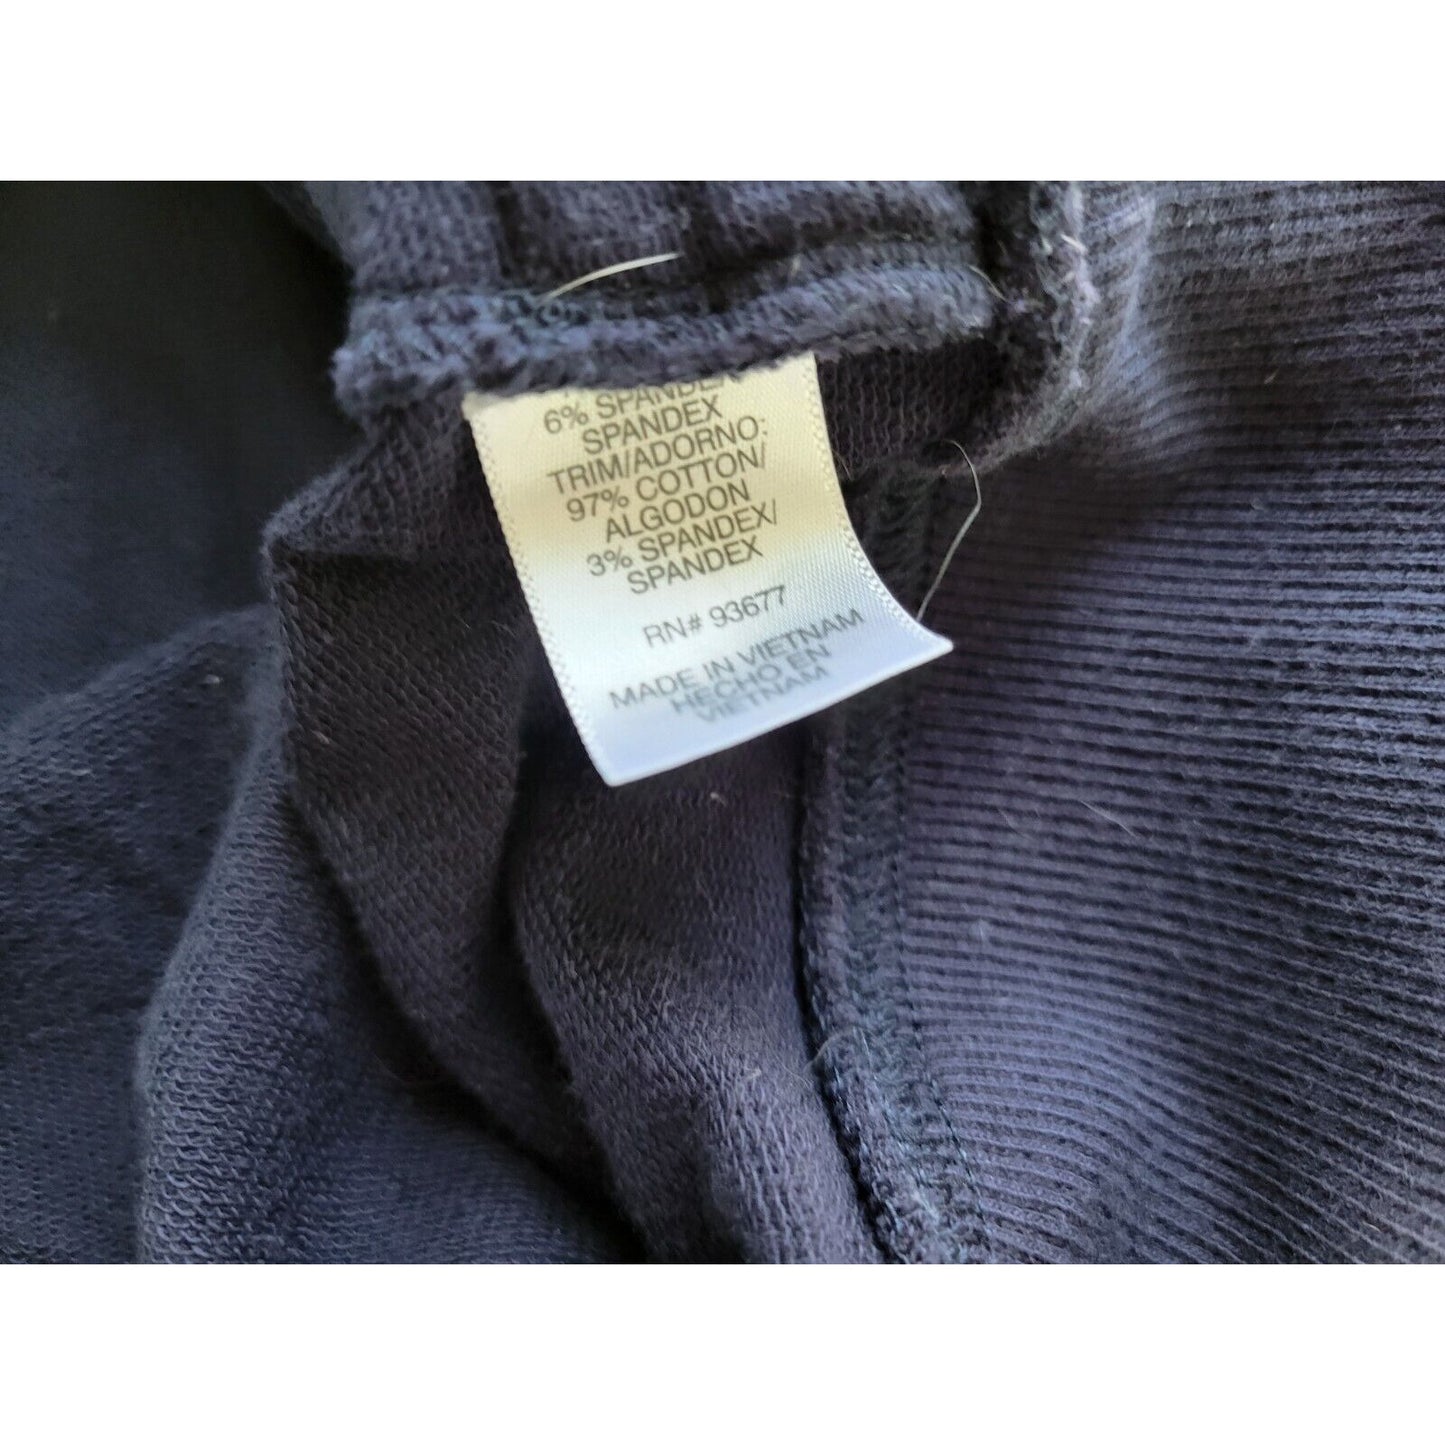 6% SPANDEX/
SPANDEX
TRIM/ADORNO:
97% COTTON/
ALGODON
3% SPANDEX/
SPANDEX
RN# 93677
MADE IN VIETNAM
HECHO EN
VIETNAM